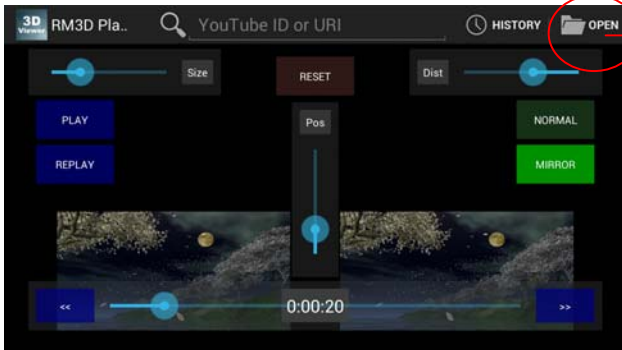 3D
Viewer
RM3D Pla..
YouTube ID or URI
HISTORY
OPEN
Size
RESET
Dist
PLAY
Pos
NORMAL
REPLAY
MIRROR
<<
0:00:20
>>